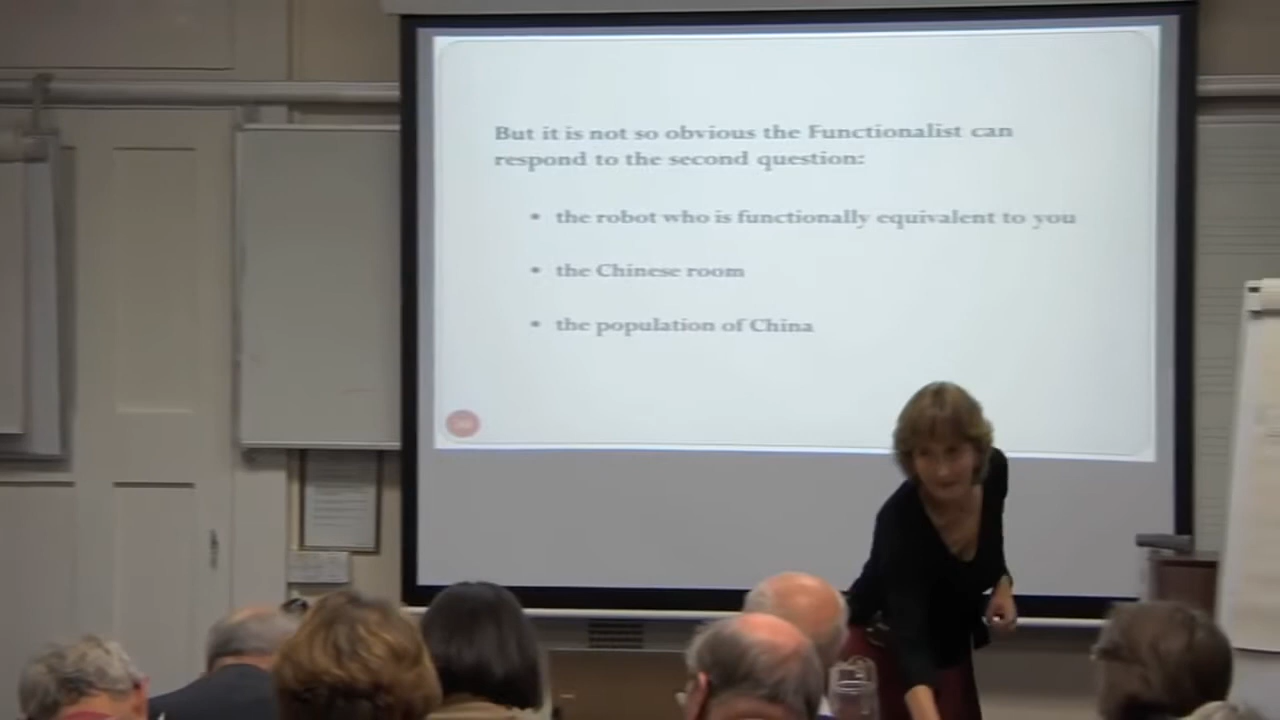 But it is not so obvious the Functionalist can
respond to the second question:
• the robot who is functionally equivalent to you
• the Chinese room
• the population of China